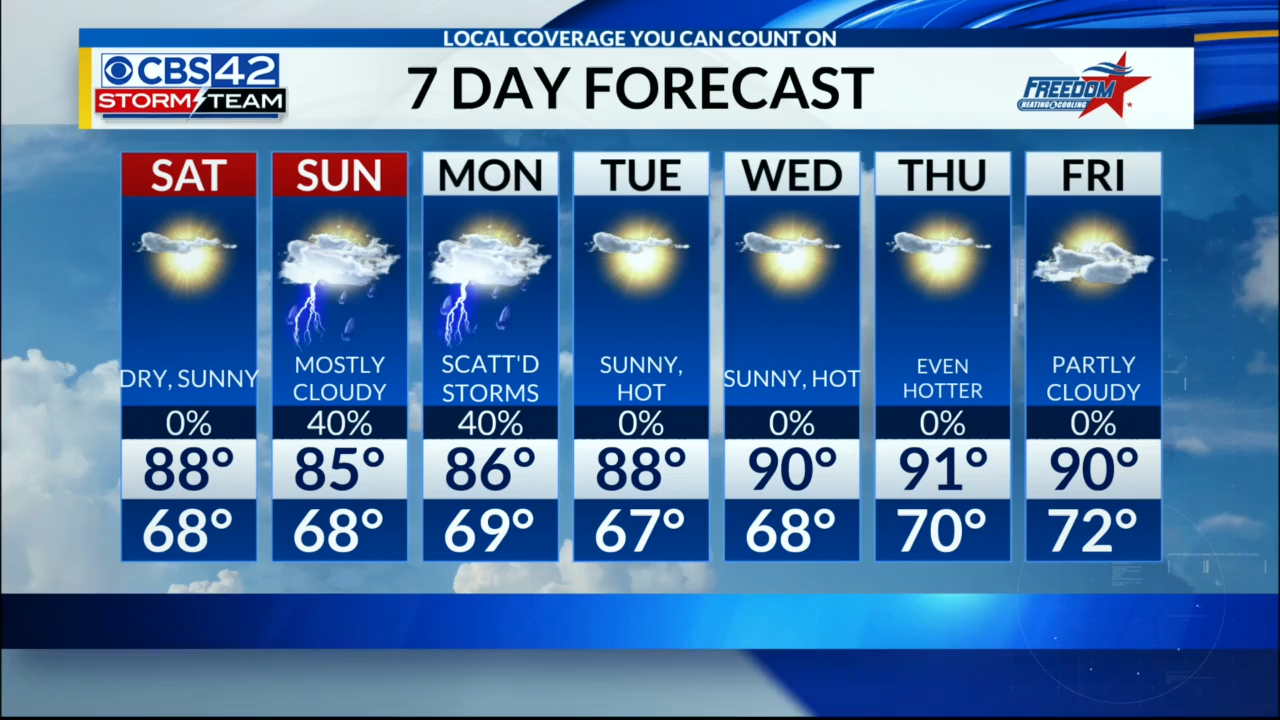 LOCAL COVERAGE YOU CAN COUNT ON
CBS42
STORM TEAM
7 DAY FORECAST
FREEDOM
HEATING & COOLING
SAT SUN MON TUE WED THU FRI
DRY, SUNNY
MOSTLY
CLOUDY
SCATT'D
STORMS
SUNNY,
HOT
SUNNY, HOT
EVEN
HOTTER
PARTLY
CLOUDY
0% 40% 40% 0% 0% 0% 0%
88° 85° 86° 88° 90° 91° 90°
68° 68° 69° 67° 68° 70° 72°